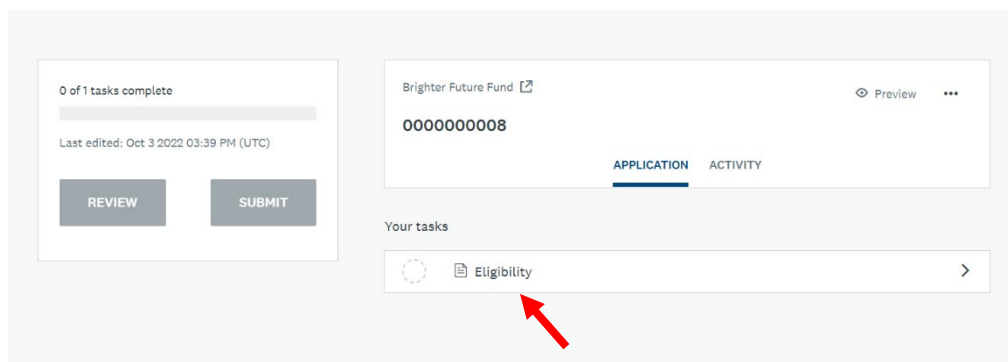 0 of 1 tasks complete
Last edited: Oct 3 2022 03:39 PM (UTC)
REVIEW
SUBMIT
Brighter Future Fund
Preview
0000000008
APPLICATION
ACTIVITY
Your tasks
Eligibility